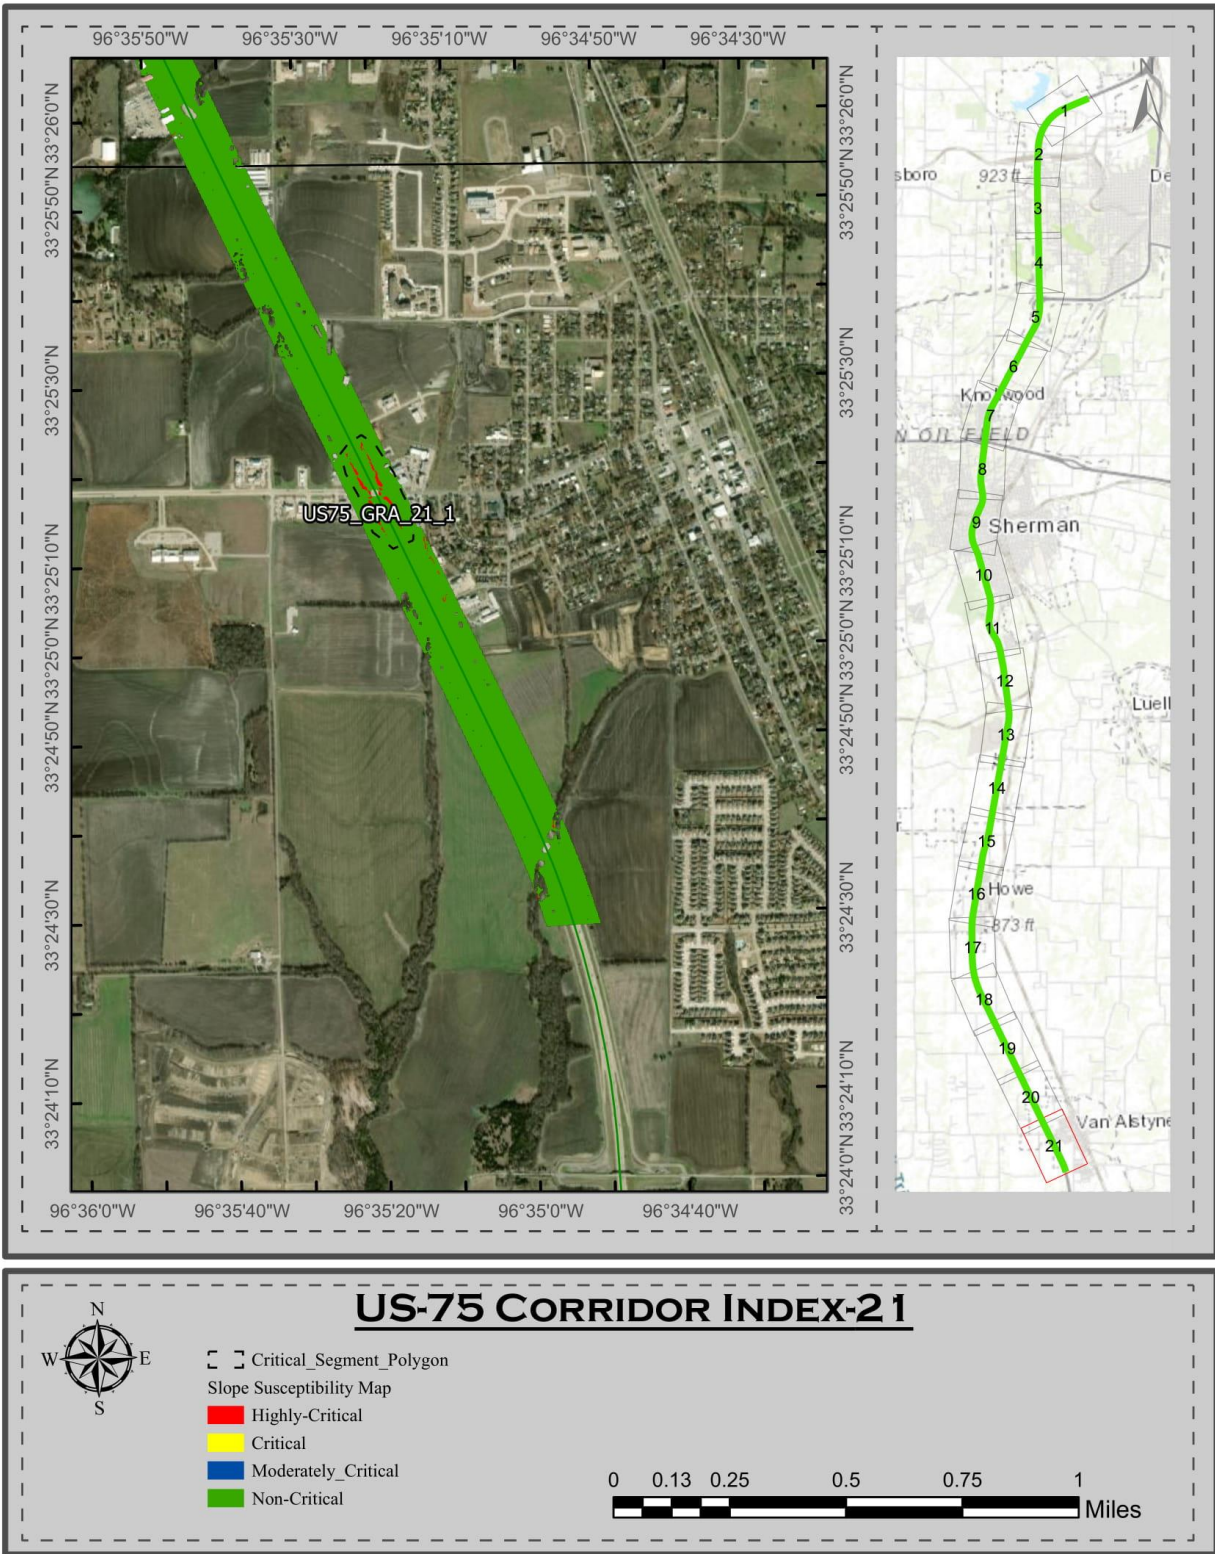 96°35'50"W 96°35'30"W 96°35'10"W 96°34'50"W 96°34'30"W
33°26'0"N
33°25'50"N
33°25'30"N
33°25'10"N
33°25'0"N
33°24'50"N
33°24'30"N
33°24'10"N
US75_GRA_21_1
33°26'0"N
33°25'50"N
33°25'30"N
33°25'10"N
33°25'0"N
33°24'50"N
33°24'30"N
33°24'10"N
33°24'0"N
96°36'0"W 96°35'40"W 96°35'20"W 96°35'0"W 96°34'40"W
N
1
2
sboro 923 ft De
3
4
5
6
Knollwood
7
N OIL FIELD
8
9 Sherman
10
11
12
Luell
13
14
r
15
16 Howe
873 ft
17
18
19
20
Van Alstyne
21
US-75 CORRIDOR INDEX-21
N
W E
S
Critical_Segment_Polygon
Slope Susceptibility Map
Highly-Critical
Critical
Moderately_Critical
Non-Critical
0 0.13 0.25 0.5 0.75 1
Miles